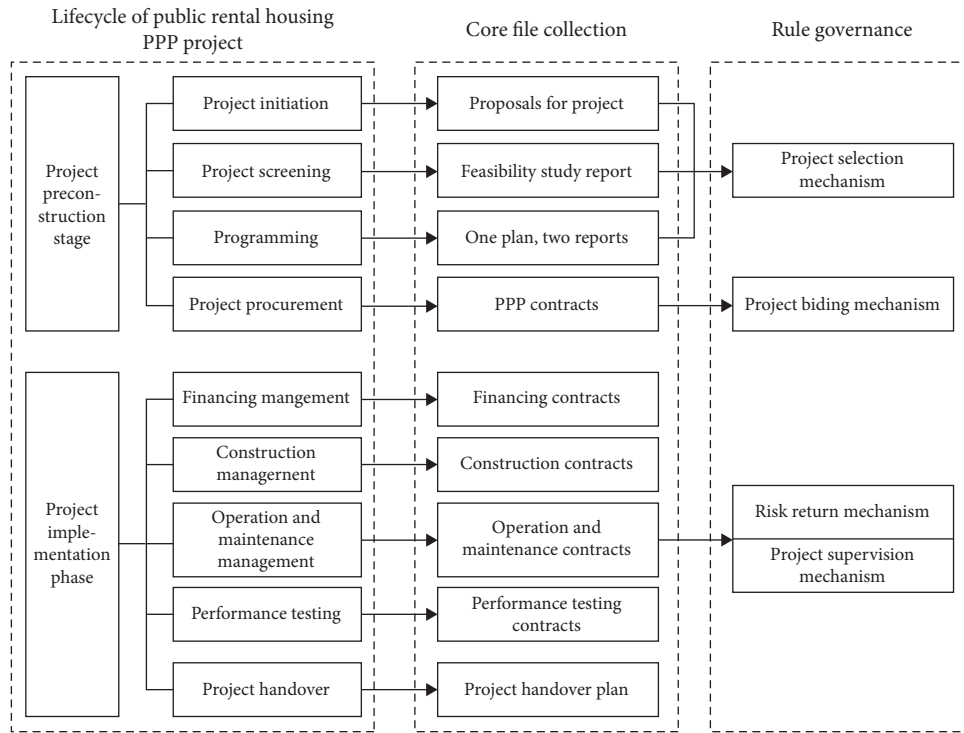 Lifecycle of public rental housing
PPP project
Core file collection
Rule governance
Project
precon-
struction
stage
Project initiation
Proposals for project
Project screening
Feasibility study report
Project selection
mechanism
Programming
One plan, two reports
Project procurement
PPP contracts
Project biding mechanism
Project
imple-
mentation
phase
Financing mangement
Financing contracts
Construction
managernent
Construction contracts
Operation and
maintenance
management
Operation and
maintenance contracts
Risk return mechanism
Project supervision
mechanism
Performance testing
Performance testing
contracts
Project handover
Project handover plan